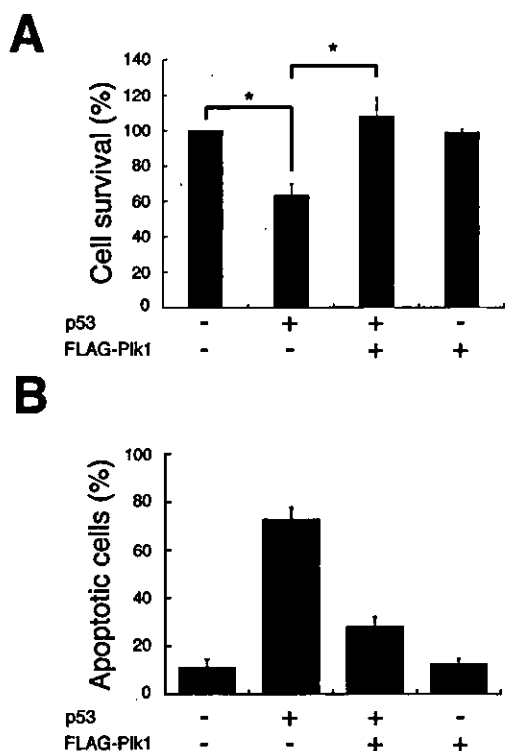 A
Cell survival (%)
140
120
100
80
60
40
20
0
*
*
p53 - + + -
FLAG-Plk1 - - + +
B
Apoptotic cells (%)
100
80
60
40
20
0
p53 - + + -
FLAG-Plk1 - - + +